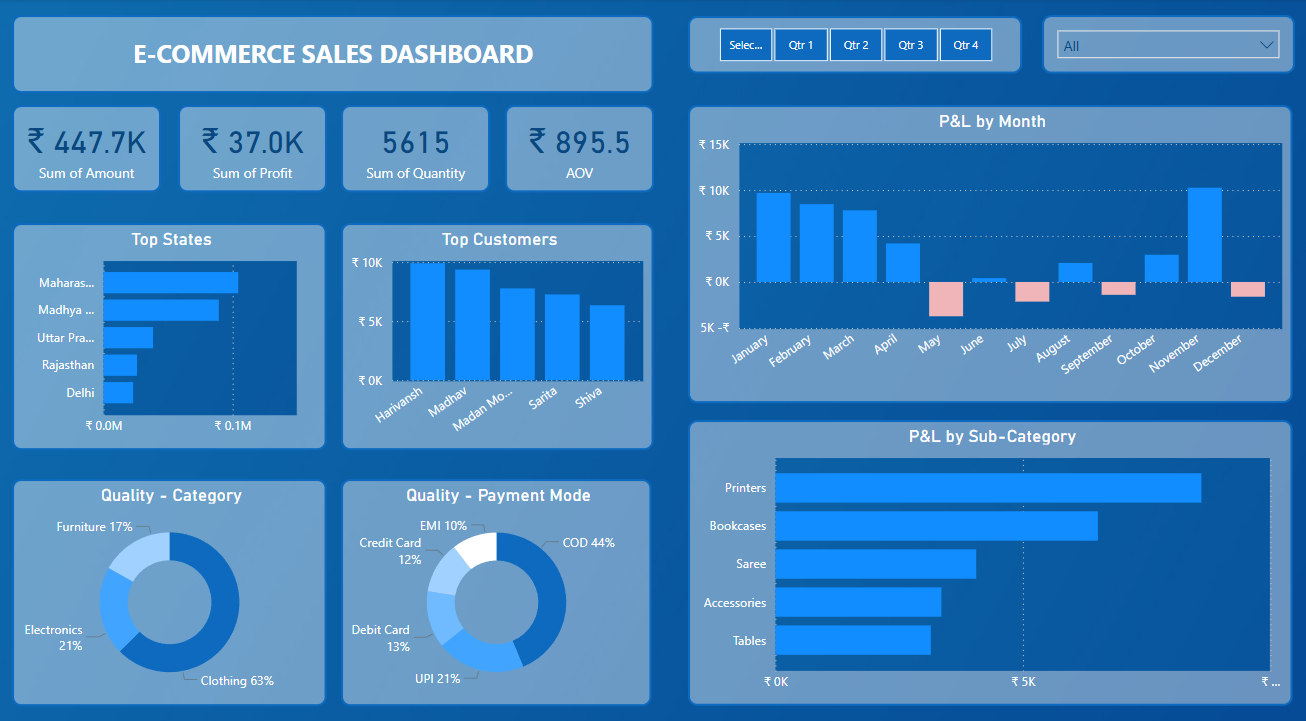 E-COMMERCE SALES DASHBOARD
Selec...
Qtr 1
Qtr 2
Qtr 3
Qtr 4
All
₹ 447.7K
Sum of Amount
₹ 37.0K
Sum of Profit
5615
Sum of Quantity
₹ 895.5
AOV
Top States
Maharas...
Madhya ...
Uttar Pra...
Rajasthan
Delhi
₹ 0.0M
₹ 0.1M
Top Customers
₹ 10K
₹ 5K
₹ 0K
Harivansh
Madhav
Madan Mo...
Sarita
Shiva
P&L by Month
₹ 15K
₹ 10K
₹ 5K
₹ 0K
5K -₹
January
February
March
April
May
June
July
August
September
October
November
December
Quality - Category
Furniture 17%
Electronics
21%
Clothing 63%
Quality - Payment Mode
EMI 10%
Credit Card
12%
COD 44%
Debit Card
13%
UPI 21%
P&L by Sub-Category
Printers
Bookcases
Saree
Accessories
Tables
₹ 0K
₹ 5K
₹ ...